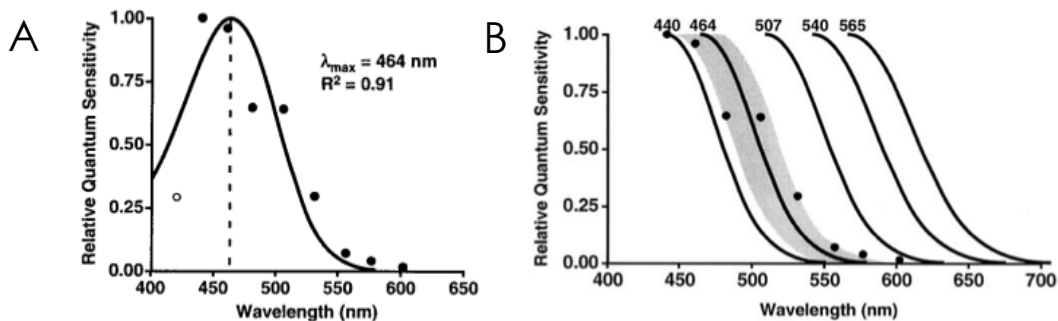 A
Relative Quantum Sensitivity
1.00
0.75
0.50
0.25
0.00
λmax = 464 nm
R² = 0.91
400 450 500 550 600 650
Wavelength (nm)
B
Relative Quantum Sensitivity
440 464 507 540 565
1.00
0.75
0.50
0.25
0.00
400 450 500 550 600 650 700
Wavelength (nm)